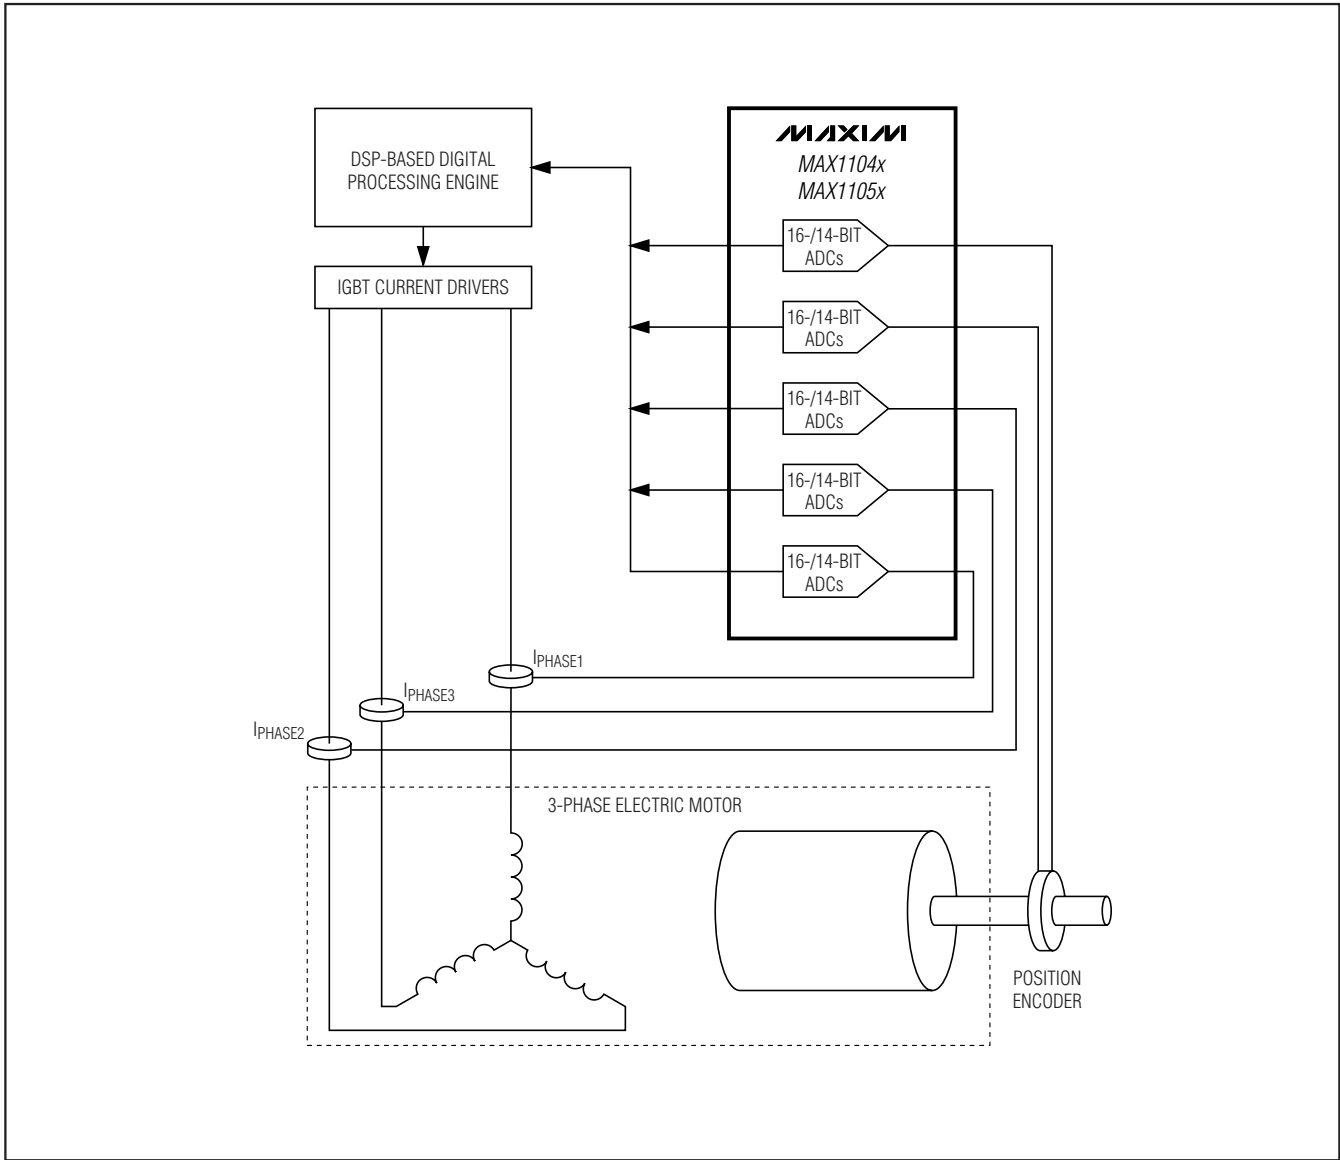 DSP-BASED DIGITAL
PROCESSING ENGINE
IGBT CURRENT DRIVERS
MAXIM
MAX1104x
MAX1105x
16-/14-BIT
ADCs
16-/14-BIT
ADCs
16-/14-BIT
ADCs
16-/14-BIT
ADCs
16-/14-BIT
ADCs
IPHASE1
IPHASE3
IPHASE2
3-PHASE ELECTRIC MOTOR
POSITION
ENCODER